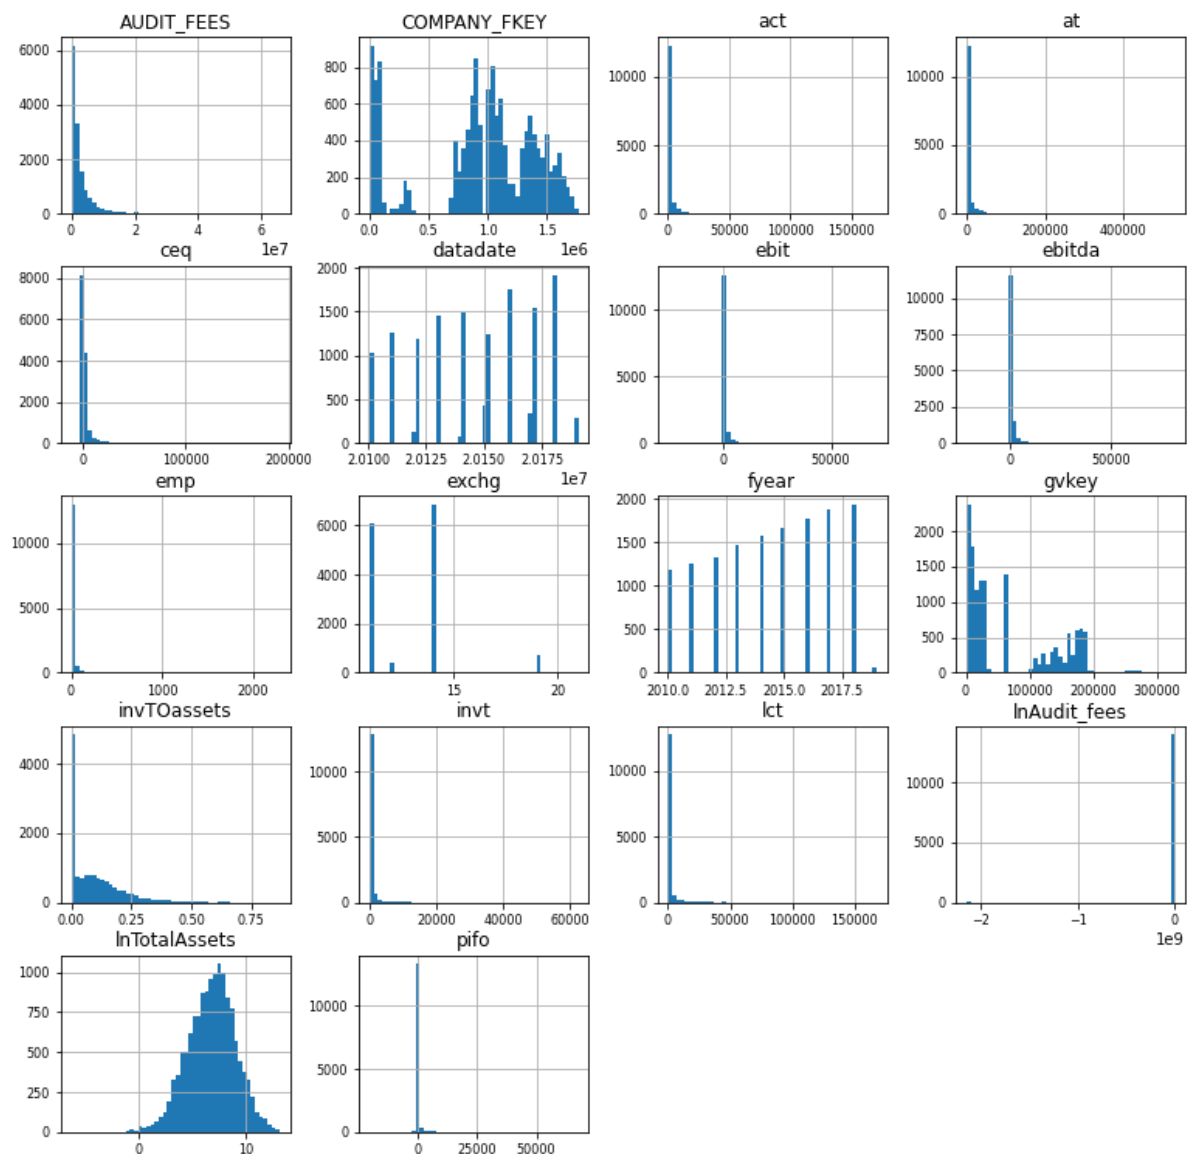 AUDIT_FEES COMPANY_FKEY act at
6000 4000 2000 0
0 2 4 6
1e7
800 600 400 200 0
0.0 0.5 1.0 1.5
1e6
10000 5000 0
0 50000 100000 150000
10000 5000 0
0 200000 400000
ceq datadate ebit ebitda
8000 6000 4000 2000 0
0 100000 200000
2000 1500 1000 500 0
2.0100 2.0125 2.0150 2.0175
1e7
10000 5000 0
0 50000
10000 7500 5000 2500 0
0 50000
emp exchg fyear gvkey
10000 5000 0
0 1000 2000
6000 4000 2000 0
15 20
2000 1500 1000 500 0
2010.0 2012.5 2015.0 2017.5
2000 1500 1000 500 0
0 100000 200000 300000
invTOassets invt lct lnAudit_fees
4000 2000 0
0.00 0.25 0.50 0.75
10000 5000 0
0 20000 40000 60000
10000 5000 0
0 50000 100000 150000
10000 5000 0
−2 −1 0
1e9
lnTotalAssets pifo
1000 750 500 250 0
0 10
10000 5000 0
0 25000 50000